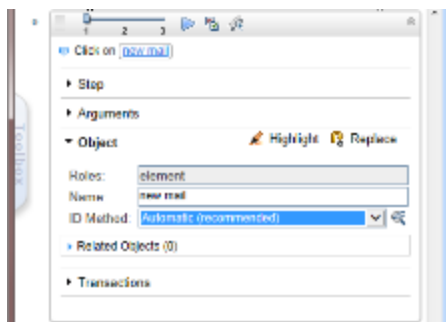 1 2 3
Click on new mail
Step
Arguments
Object Highlight Replace
Roles: element
Name new mail
ID Method: Automatic (recommended)
Related Objects (0)
Transactions
Toolbox